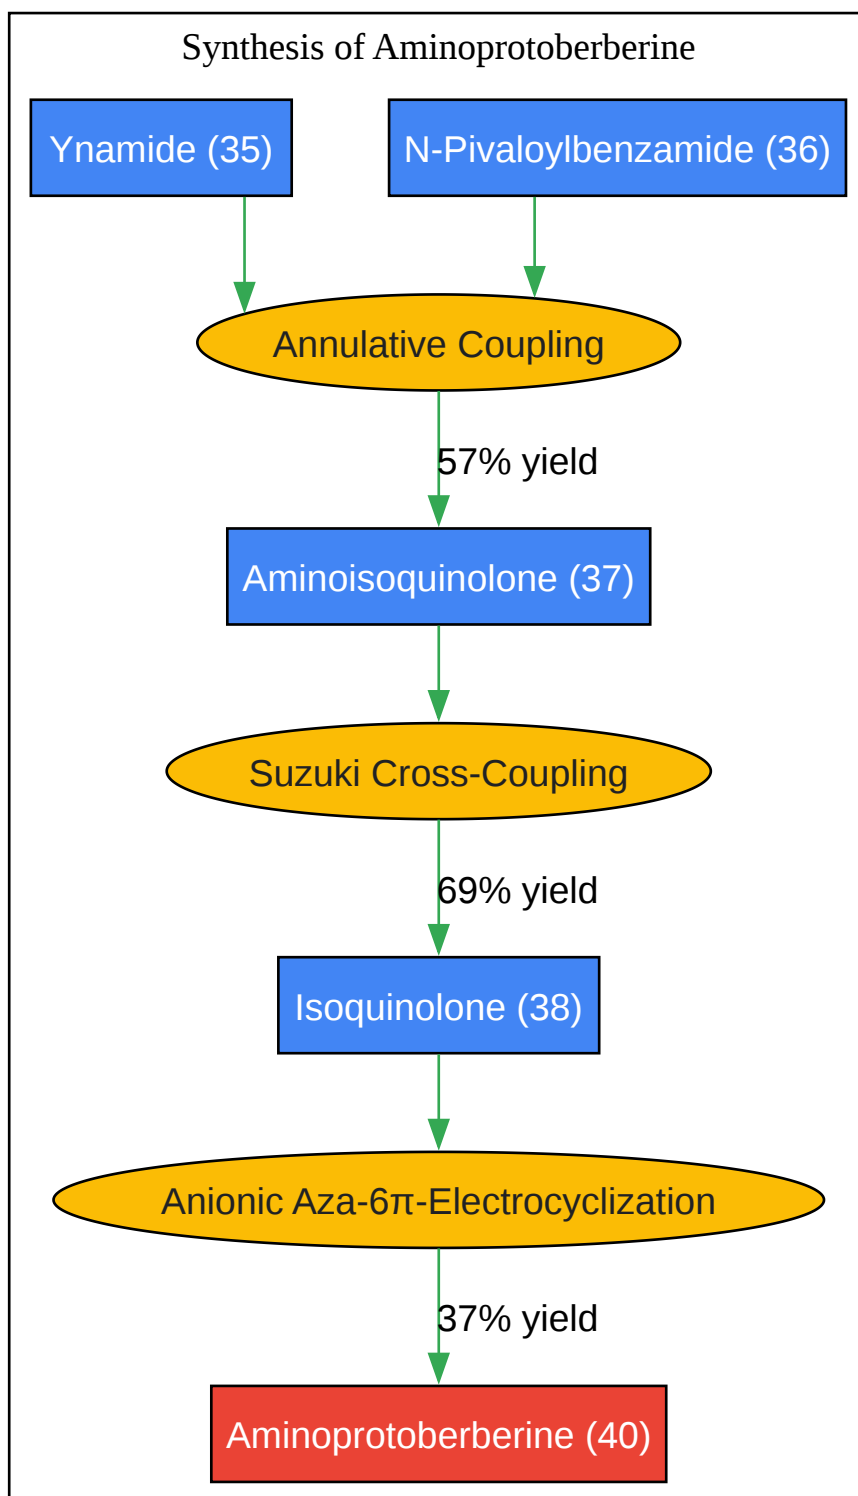 Synthesis of Aminoprotoberberine
Ynamide (35)
N-Pivaloylbenzamide (36)
Annulative Coupling
57% yield
Aminoisoquinolone (37)
Suzuki Cross-Coupling
69% yield
Isoquinolone (38)
Anionic Aza-6π-Electrocyclization
37% yield
Aminoprotoberberine (40)